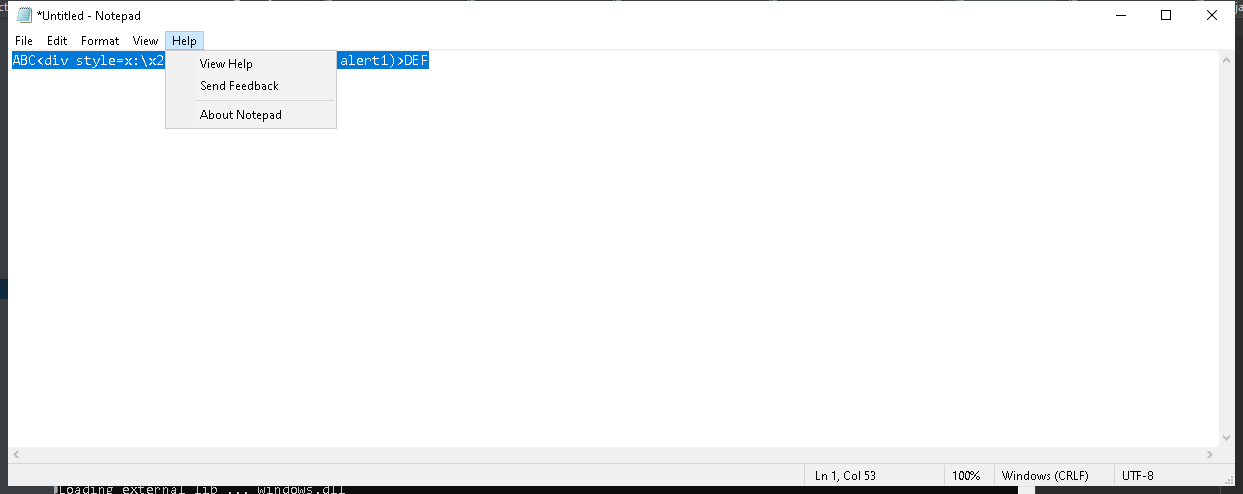 *Untitled - Notepad
File Edit Format View Help
ABC<div style=x:\x2 alert1)>DEF
View Help
Send Feedback
About Notepad
Ln 1, Col 53 100% Windows (CRLF) UTF-8
Loading external lib ... windows.dll